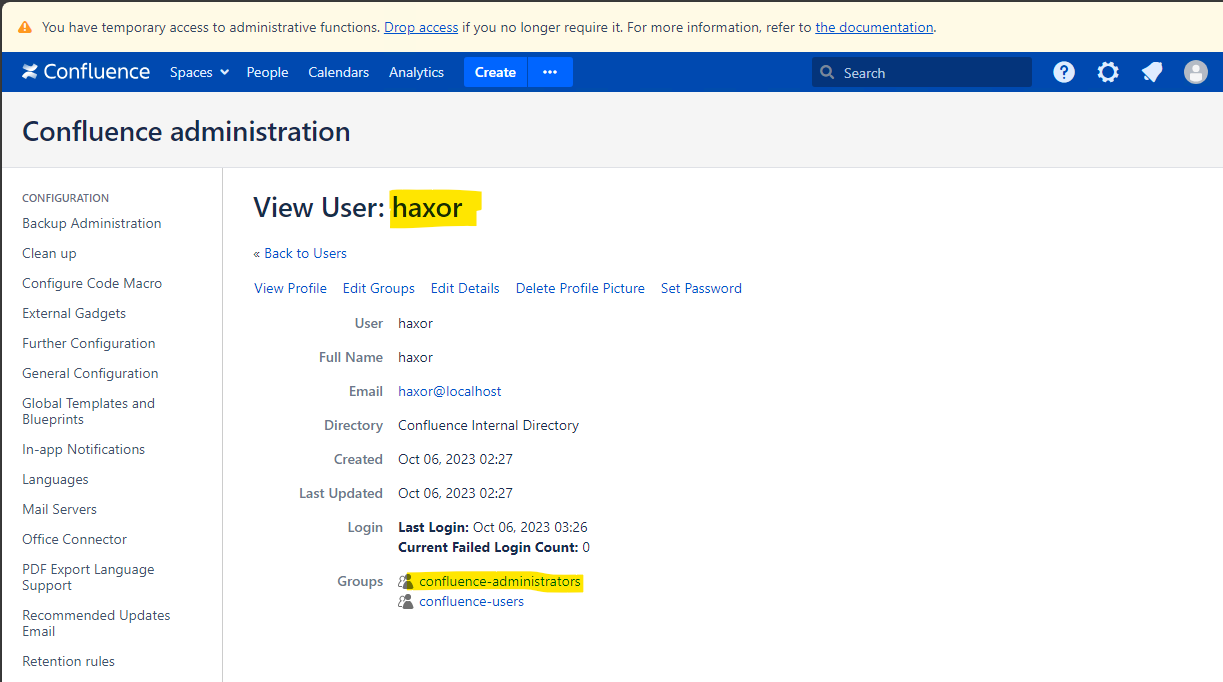 You have temporary access to administrative functions. Drop access if you no longer require it. For more information, refer to the documentation.
Confluence Spaces People Calendars Analytics Create ··· Search
Confluence administration
CONFIGURATION
Backup Administration
Clean up
Configure Code Macro
External Gadgets
Further Configuration
General Configuration
Global Templates and
Blueprints
In-app Notifications
Languages
Mail Servers
Office Connector
PDF Export Language
Support
Recommended Updates
Email
Retention rules
View User: haxor
« Back to Users
View Profile Edit Groups Edit Details Delete Profile Picture Set Password
User haxor
Full Name haxor
Email haxor@localhost
Directory Confluence Internal Directory
Created Oct 06, 2023 02:27
Last Updated Oct 06, 2023 02:27
Login Last Login: Oct 06, 2023 03:26
Current Failed Login Count: 0
Groups confluence-administrators
confluence-users